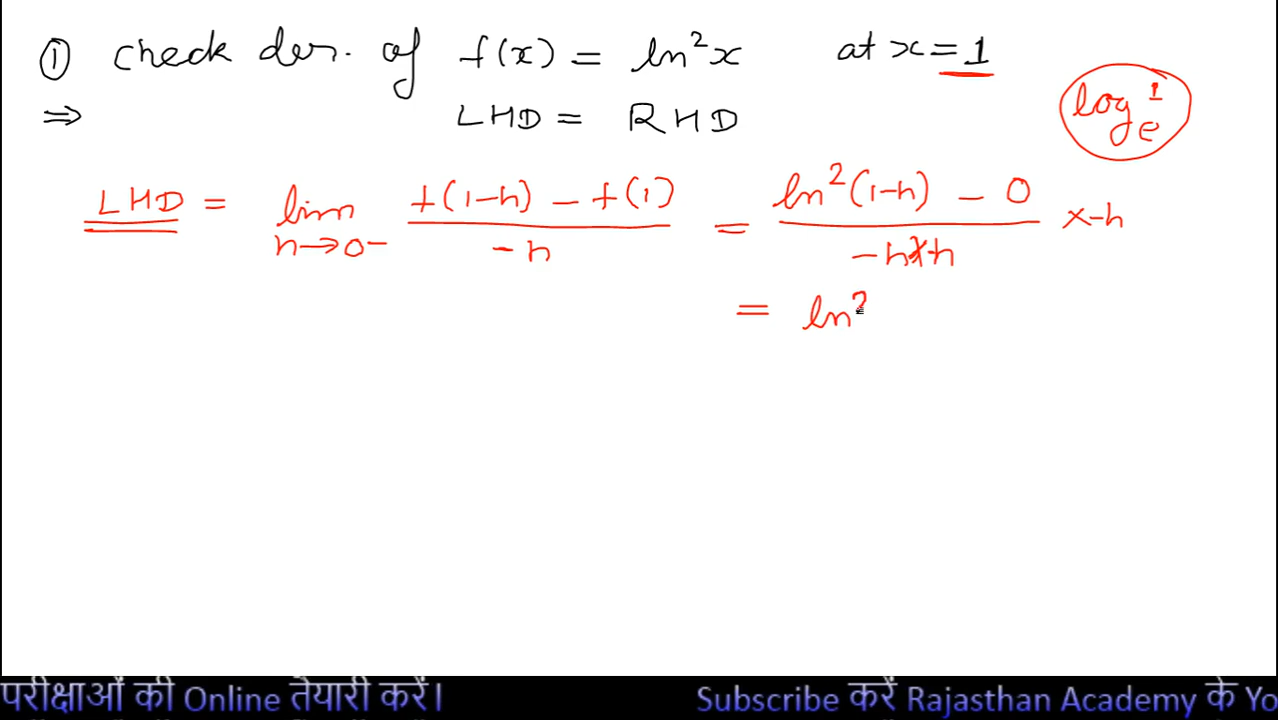 ① check der. of f(x) = ln²x at x = 1
⇒ LHD = RHD
log_e 1
LHD = lim_{h→0-} (f(1-h) - f(1))/(-h) = (ln²(1-h) - 0)/(-h×-h) × -h
= ln²
परीक्षाओं की Online तैयारी करें। Subscribe करें Rajasthan Academy के Yo